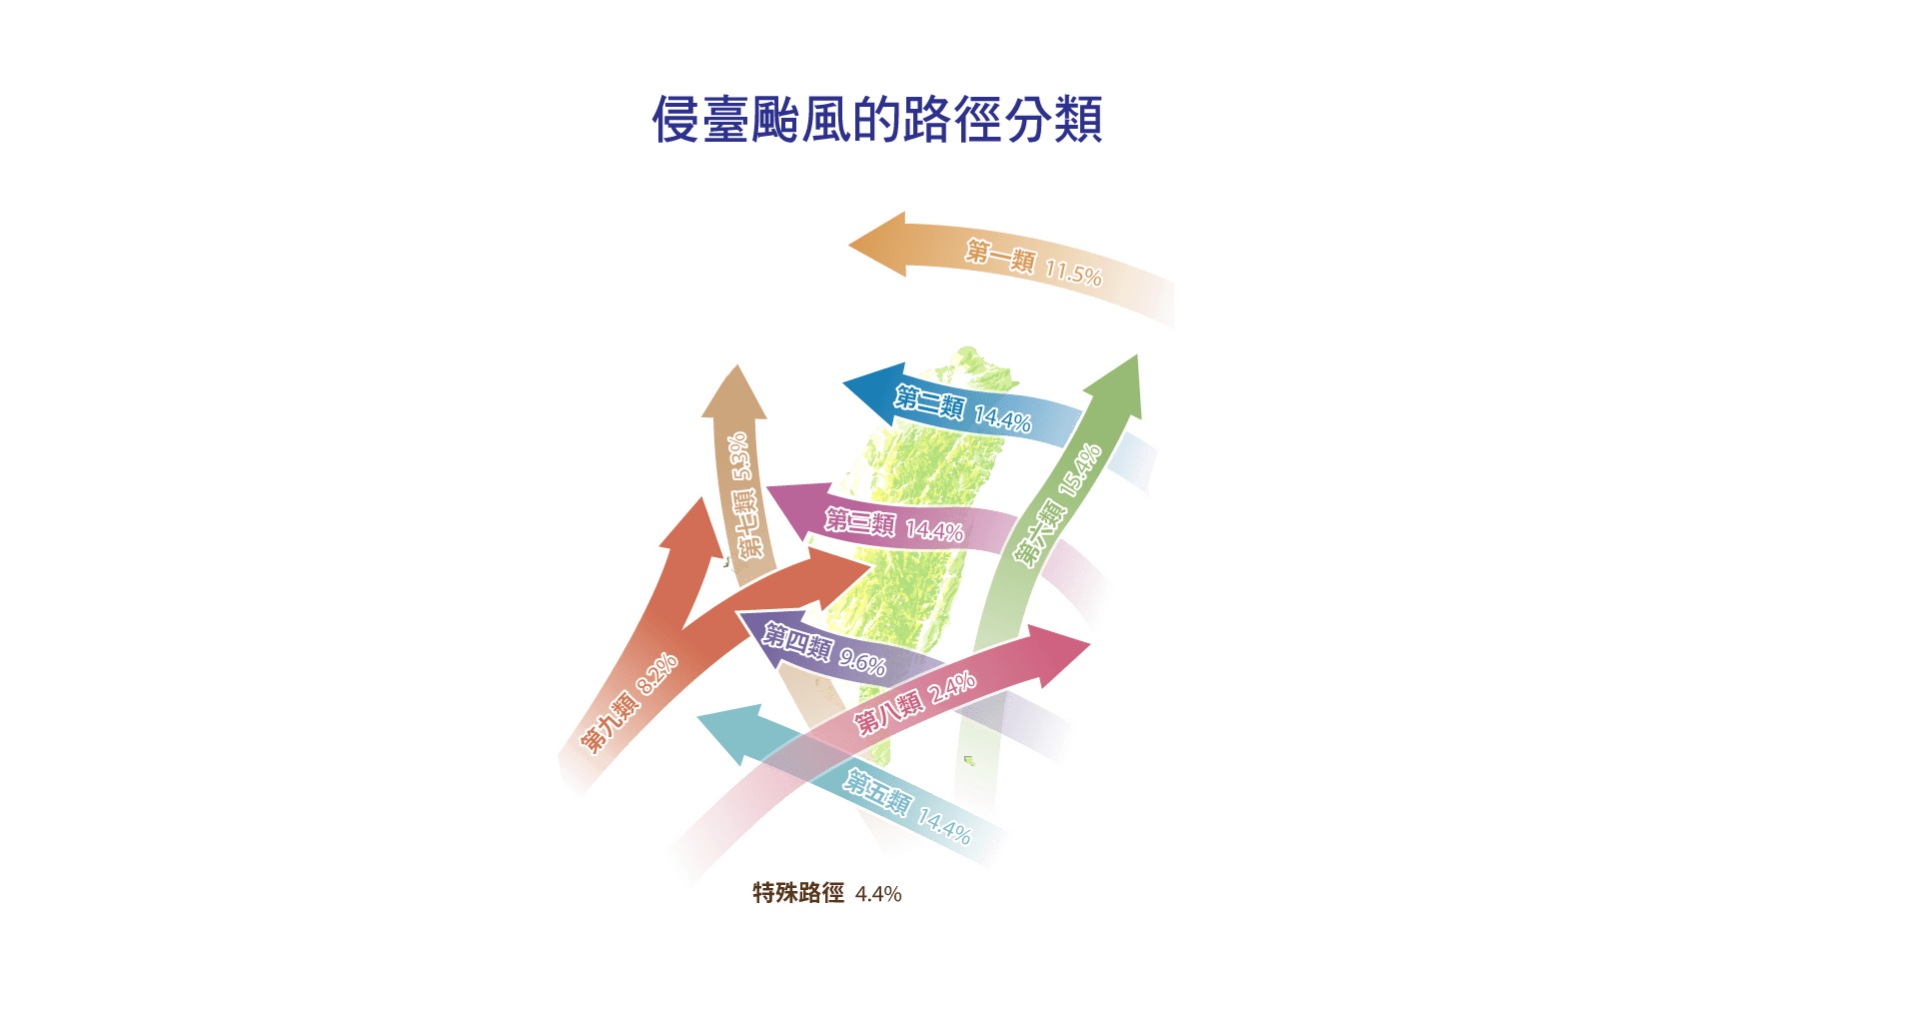 侵臺颱風的路徑分類
第一類 11.5%
第二類 14.4%
第六類 15.4%
第七類 5.3%
第三類 14.4%
第四類 9.6%
第九類 8.2%
第八類 2.4%
第五類 14.4%
特殊路徑 4.4%